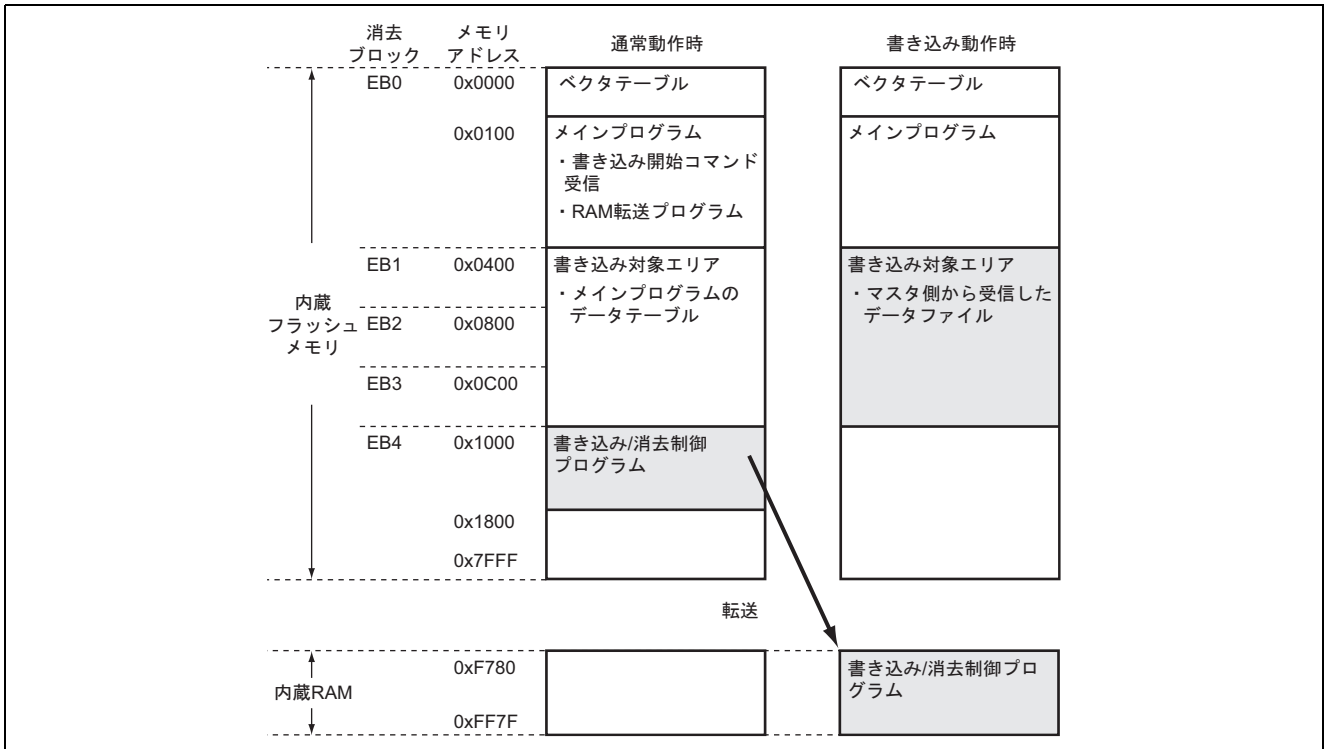 消去
ブロック
メモリ
アドレス
通常動作時
書き込み動作時
EB0
0x0000
ベクタテーブル
ベクタテーブル
0x0100
メインプログラム
・書き込み開始コマンド
受信
・RAM転送プログラム
メインプログラム
EB1
0x0400
書き込み対象エリア
・メインプログラムの
データテーブル
書き込み対象エリア
・マスタ側から受信した
データファイル
内蔵
フラッシュ
メモリ
EB2
0x0800
EB3
0x0C00
EB4
0x1000
書き込み/消去制御
プログラム
0x1800
0x7FFF
転送
内蔵RAM
0xF780
0xFF7F
書き込み/消去制御プロ
グラム